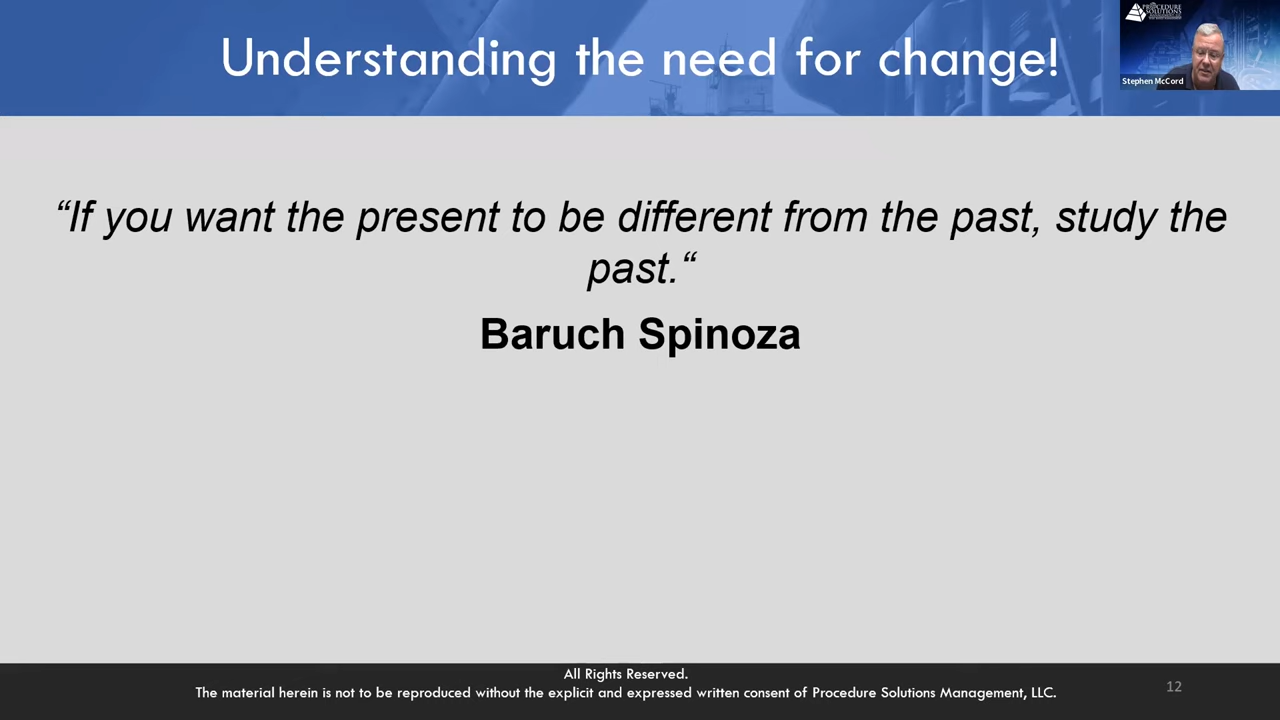 Understanding the need for change!
PROCEDURE
SOLUTIONS
Stephen McCord
“If you want the present to be different from the past, study the
past.“
Baruch Spinoza
All Rights Reserved.
The material herein is not to be reproduced without the explicit and expressed written consent of Procedure Solutions Management, LLC.
12